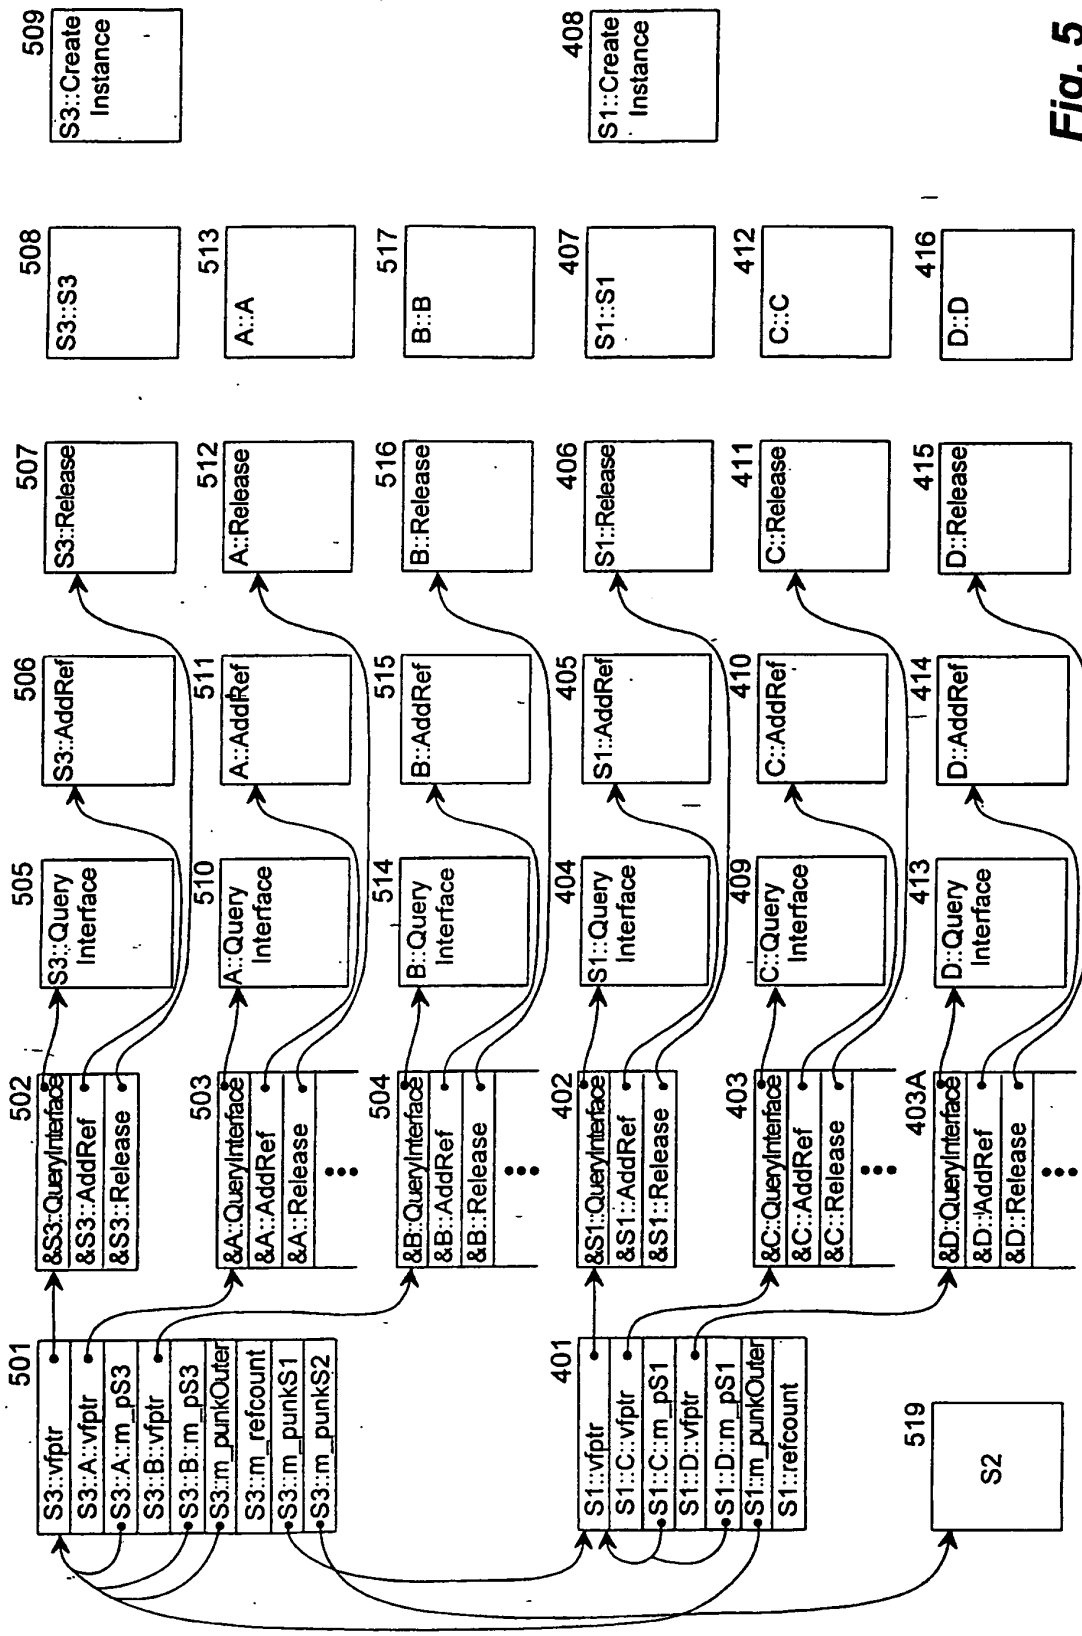 501
S3::vfptr
S3::A::vfptr
S3::A::m_pS3
S3::B::vfptr
S3::B::m_pS3
S3::m_punkOuter
S3::m_refcount
S3::m_punkS1
S3::m_punkS2
502
&S3::QueryInterface
&S3::AddRef
&S3::Release
505
S3::Query
Interface
506
S3::AddRef
507
S3::Release
508
S3::S3
509
S3::Create
Instance
503
&A::QueryInterface
&A::AddRef
&A::Release
510
A::Query
Interface
511
A::AddRef
512
A::Release
513
A::A
504
&B::QueryInterface
&B::AddRef
&B::Release
514
B::Query
Interface
515
B::AddRef
516
B::Release
517
B::B
401
S1::vfptr
S1::C::vfptr
S1::C::m_pS1
S1::D::vfptr
S1::D::m_pS1
S1::m_punkOuter
S1::refcount
402
&S1::QueryInterface
&S1::AddRef
&S1::Release
404
S1::Query
Interface
405
S1::AddRef
406
S1::Release
407
S1::S1
408
S1::Create
Instance
403
&C::QueryInterface
&C::AddRef
&C::Release
409
C::Query
Interface
410
C::AddRef
411
C::Release
412
C::C
519
S2
403A
&D::QueryInterface
&D::AddRef
&D::Release
413
D::Query
Interface
414
D::AddRef
415
D::Release
416
D::D
Fig. 5